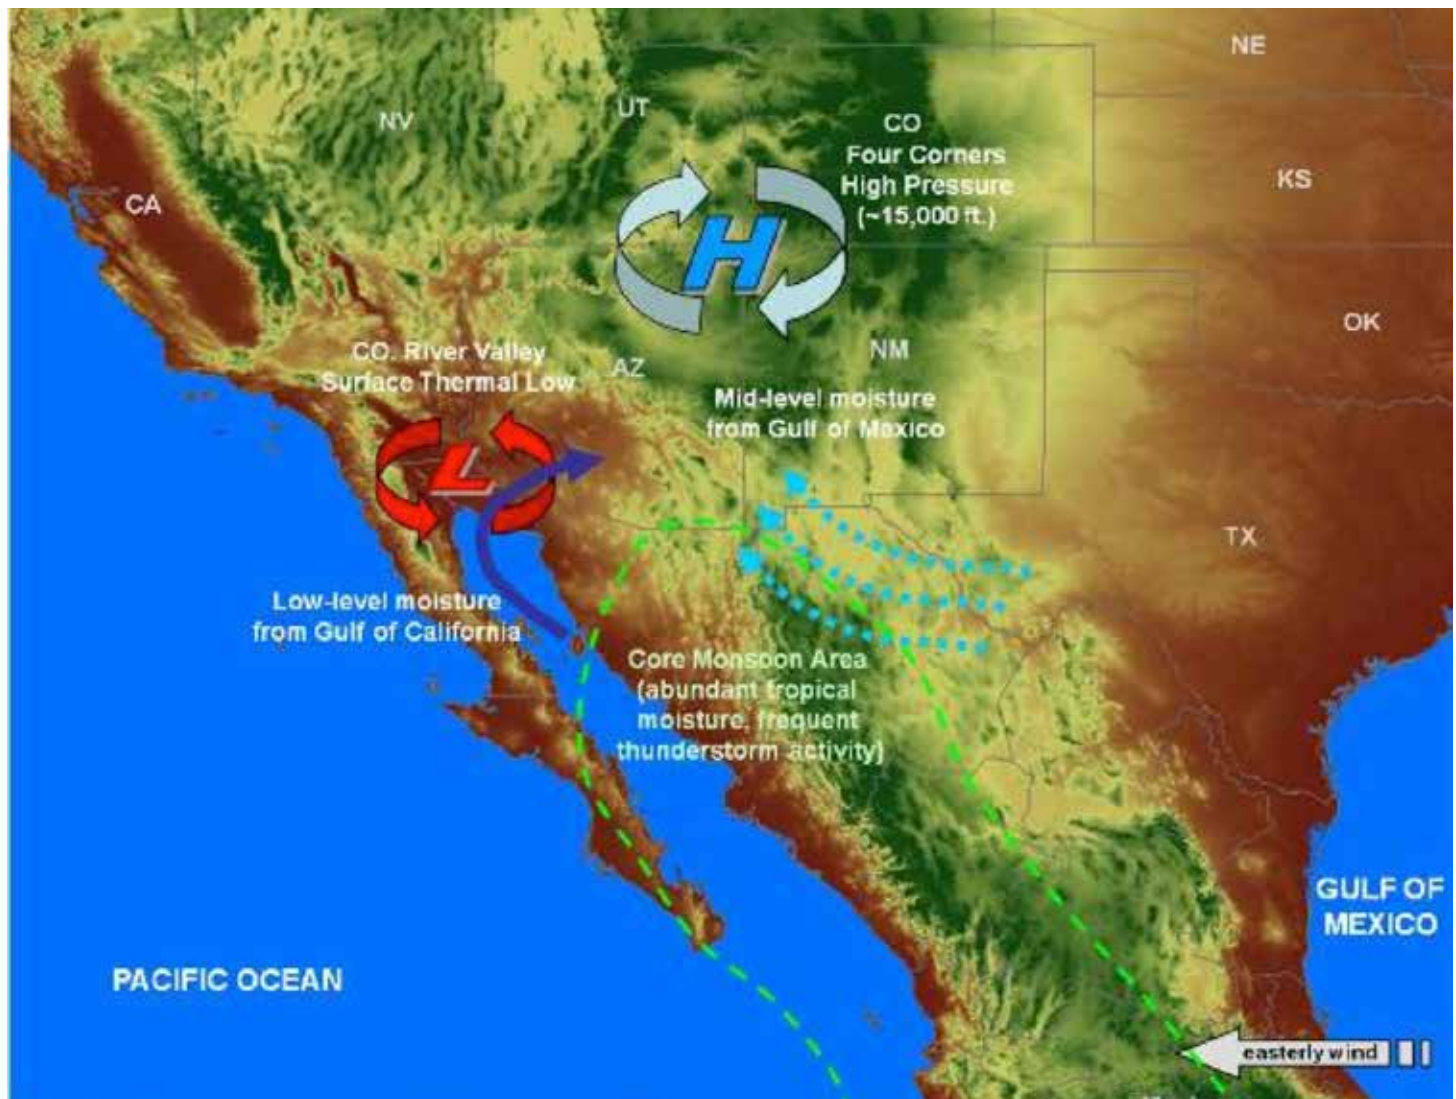 NE
UT
NV
CO
Four Corners
High Pressure
(~15,000 ft.)
KS
CA
H
OK
CO. River Valley
Surface Thermal Low
AZ
NM
Mid-level moisture
from Gulf of Mexico
L
TX
Low-level moisture
from Gulf of California
Core Monsoon Area
(abundant tropical
moisture, frequent
thunderstorm activity)
GULF OF
MEXICO
PACIFIC OCEAN
easterly wind